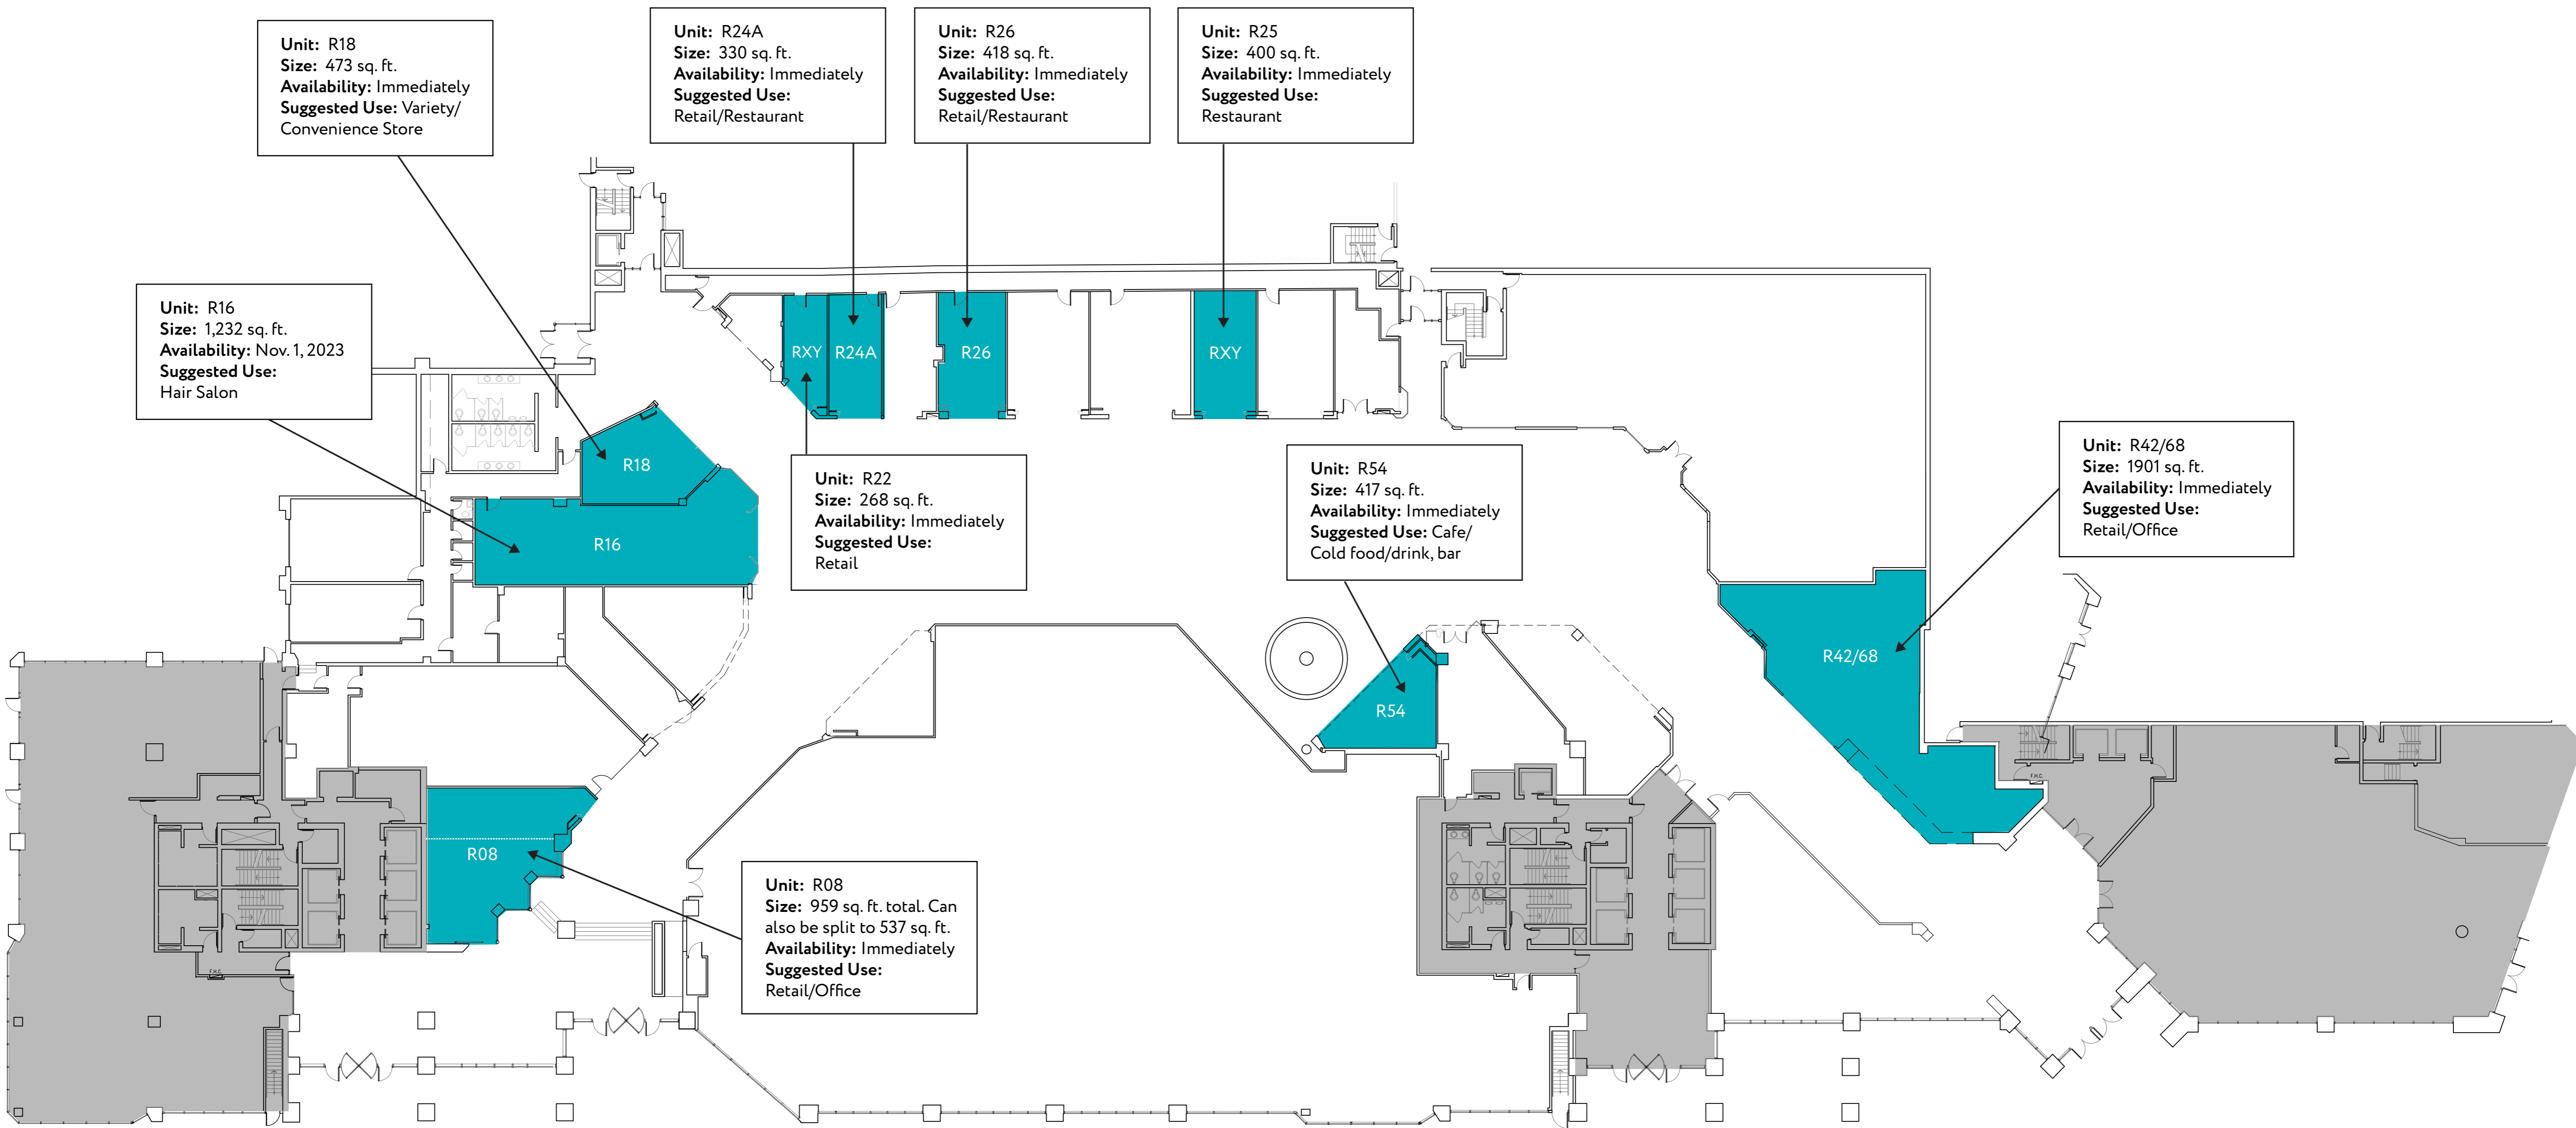 Unit: R18
Size: 473 sq. ft.
Availability: Immediately
Suggested Use: Variety/
Convenience Store
Unit: R24A
Size: 330 sq. ft.
Availability: Immediately
Suggested Use:
Retail/Restaurant
Unit: R26
Size: 418 sq. ft.
Availability: Immediately
Suggested Use:
Retail/Restaurant
Unit: R25
Size: 400 sq. ft.
Availability: Immediately
Suggested Use:
Restaurant
Unit: R16
Size: 1,232 sq. ft.
Availability: Nov. 1, 2023
Suggested Use:
Hair Salon
RXY
R24A
R26
RXY
R18
R16
Unit: R22
Size: 268 sq. ft.
Availability: Immediately
Suggested Use:
Retail
Unit: R54
Size: 417 sq. ft.
Availability: Immediately
Suggested Use: Cafe/
Cold food/drink, bar
Unit: R42/68
Size: 1901 sq. ft.
Availability: Immediately
Suggested Use:
Retail/Office
R42/68
R54
R08
F.H.C.
Unit: R08
Size: 959 sq. ft. total. Can
also be split to 537 sq. ft.
Availability: Immediately
Suggested Use:
Retail/Office
F.H.C.